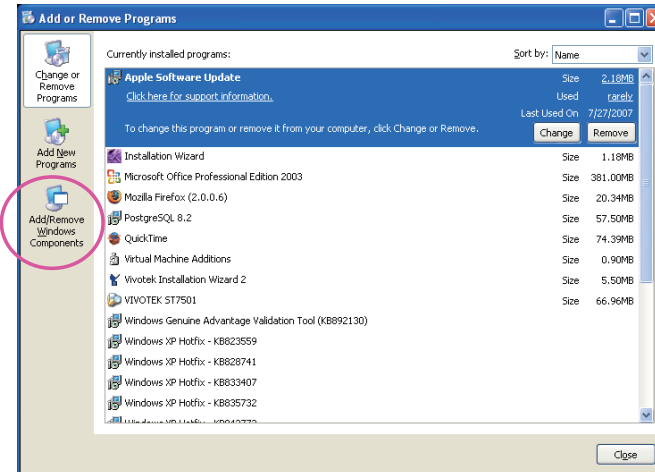 Add or Remove Programs
Change or
Remove
Programs
Add New
Programs
Add/Remove
Windows
Components
Currently installed programs:
Sort by: Name
Apple Software Update Size 2.18MB
Click here for support information. Used rarely
Last Used On 7/27/2007
To change this program or remove it from your computer, click Change or Remove. Change Remove
Installation Wizard Size 1.18MB
Microsoft Office Professional Edition 2003 Size 381.00MB
Mozilla Firefox (2.0.0.6) Size 20.34MB
PostgreSQL 8.2 Size 57.50MB
QuickTime Size 74.39MB
Virtual Machine Additions Size 0.90MB
Vivotek Installation Wizard 2 Size 5.50MB
VIVOTEK ST7501 Size 66.96MB
Windows Genuine Advantage Validation Tool (KB892130)
Windows XP Hotfix - KB823559
Windows XP Hotfix - KB828741
Windows XP Hotfix - KB833407
Windows XP Hotfix - KB835732
Windows XP Hotfix
Close